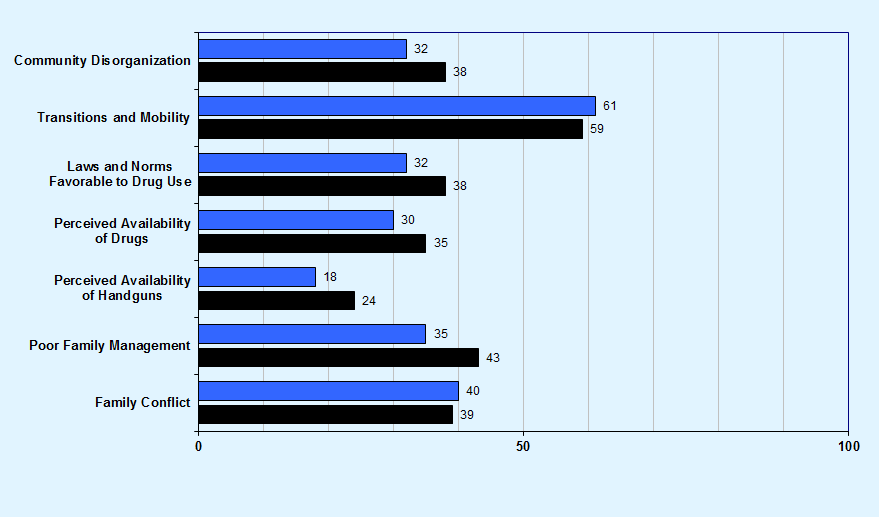 Community Disorganization
32
38
Transitions and Mobility
61
59
Laws and Norms
Favorable to Drug Use
32
38
Perceived Availability
of Drugs
30
35
Perceived Availability
of Handguns
18
24
Poor Family Management
35
43
Family Conflict
40
39
0 50 100